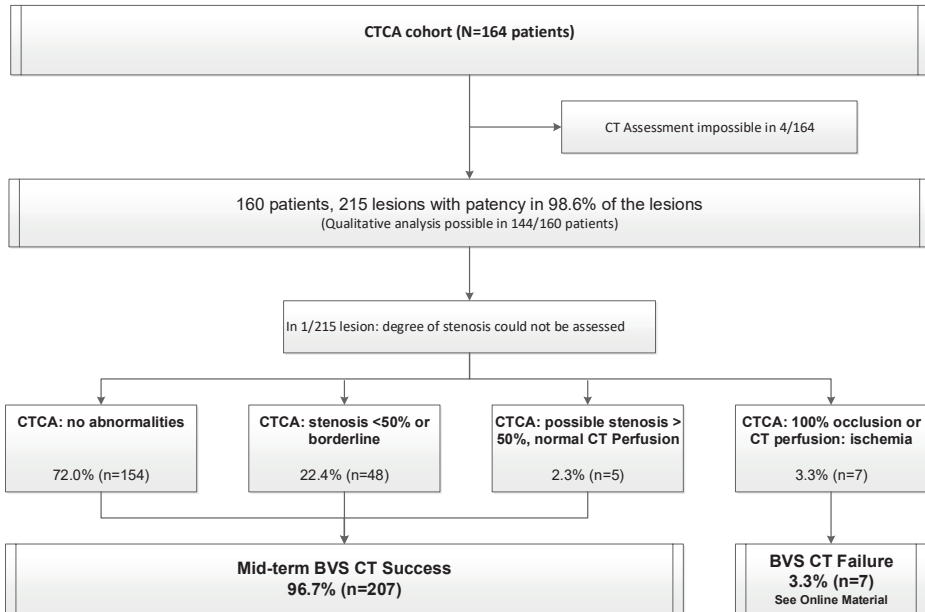 CTCA cohort (N=164 patients)
CT Assessment impossible in 4/164
160 patients, 215 lesions with patency in 98.6% of the lesions
(Qualitative analysis possible in 144/160 patients)
In 1/215 lesion: degree of stenosis could not be assessed
CTCA: no abnormalities
72.0% (n=154)
CTCA: stenosis <50% or
borderline
22.4% (n=48)
CTCA: possible stenosis >
50%, normal CT Perfusion
2.3% (n=5)
CTCA: 100% occlusion or
CT perfusion: ischemia
3.3% (n=7)
Mid-term BVS CT Success
96.7% (n=207)
BVS CT Failure
3.3% (n=7)
See Online Material